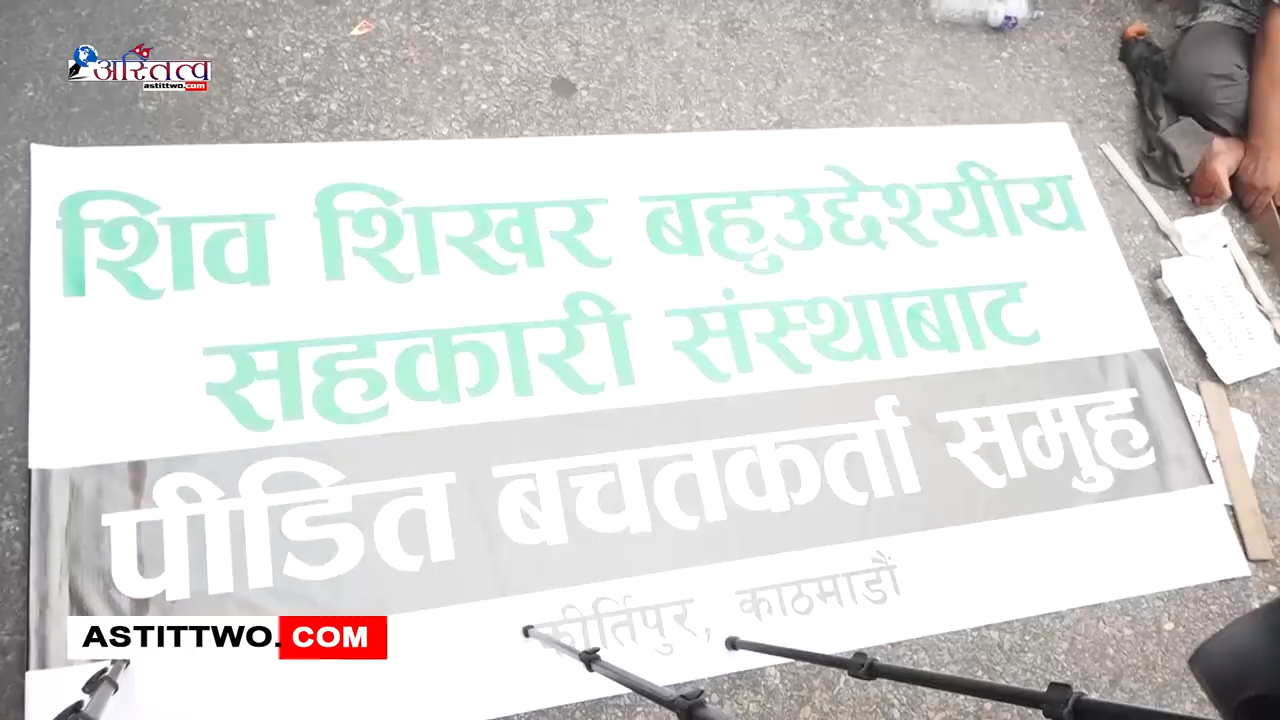 अस्तित्व
astittwo.com
शिव शिखर बहुउद्देश्यीय
सहकारी संस्थाबाट
पीडित बचतकर्ता समुह
कीर्तिपुर, काठमाडौं
ASTITTWO.COM